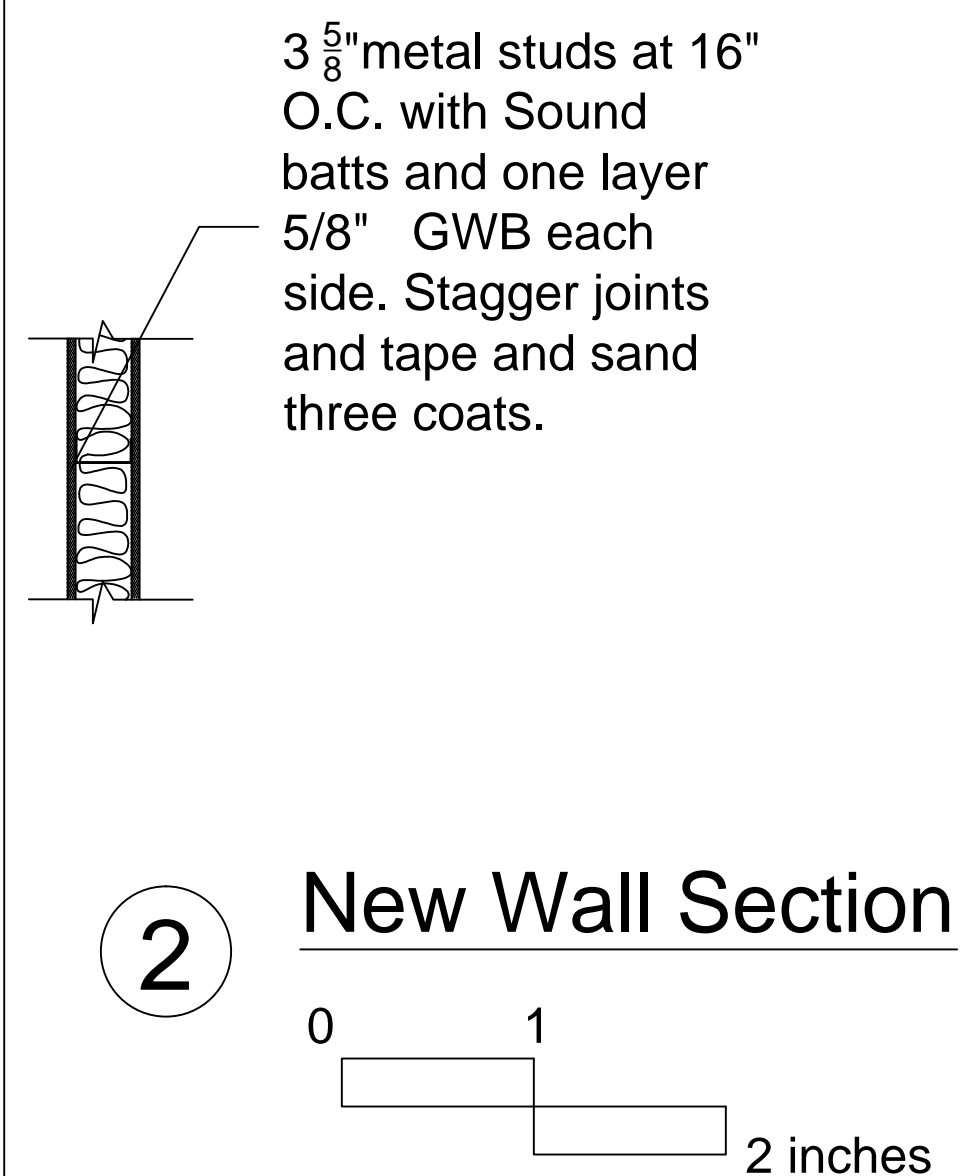 3 5/8"metal studs at 16"
O.C. with Sound
batts and one layer
5/8" GWB each
side. Stagger joints
and tape and sand
three coats.
2
New Wall Section
0 1
2 inches